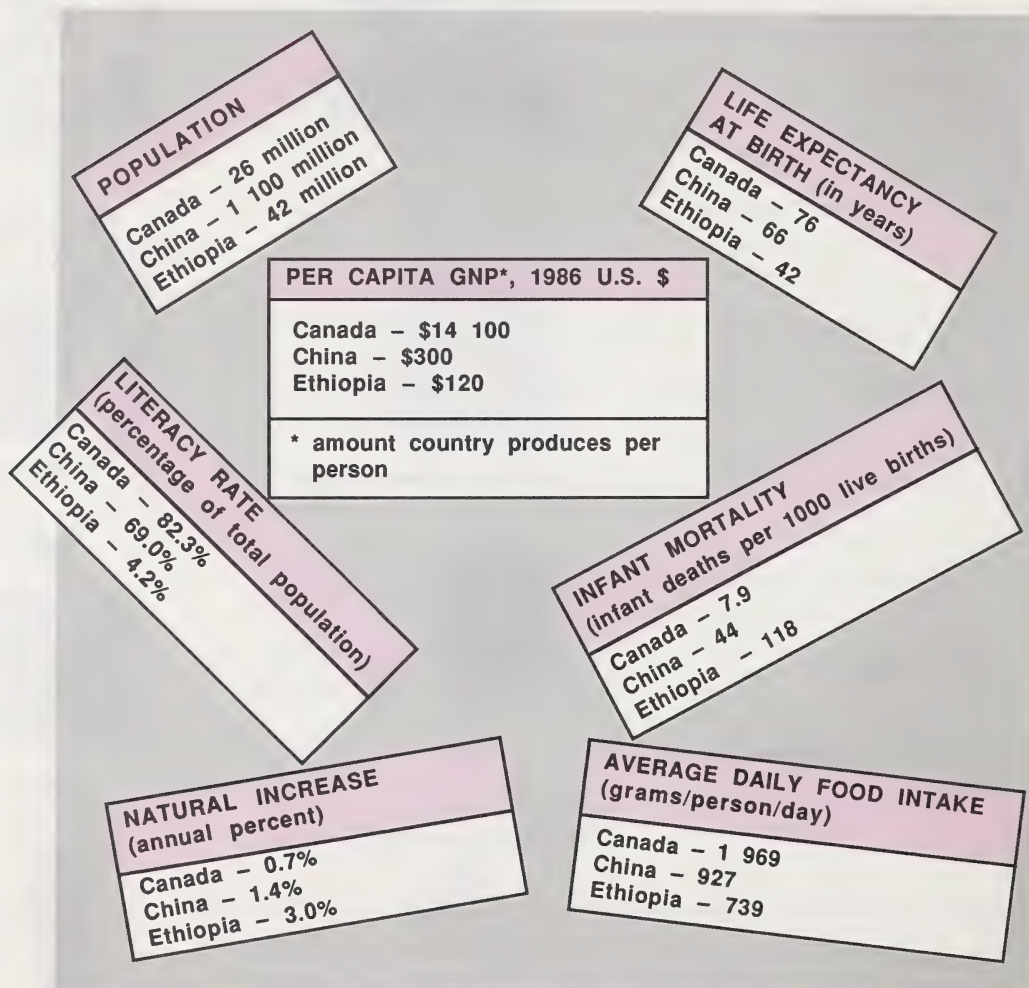 POPULATION
Canada – 26 million
China – 1 100 million
Ethiopia – 42 million
LIFE EXPECTANCY
AT BIRTH (in years)
Canada – 76
China – 66
Ethiopia – 42
PER CAPITA GNP*, 1986 U.S. $
Canada – $14 100
China – $300
Ethiopia – $120
* amount country produces per
person
LITERACY RATE
(percentage of total population)
Canada – 82.3%
China – 69.0%
Ethiopia – 4.2%
INFANT MORTALITY
(infant deaths per 1000 live births)
Canada – 7.9
China – 44
Ethiopia – 118
NATURAL INCREASE
(annual percent)
Canada – 0.7%
China – 1.4%
Ethiopia – 3.0%
AVERAGE DAILY FOOD INTAKE
(grams/person/day)
Canada – 1 969
China – 927
Ethiopia – 739